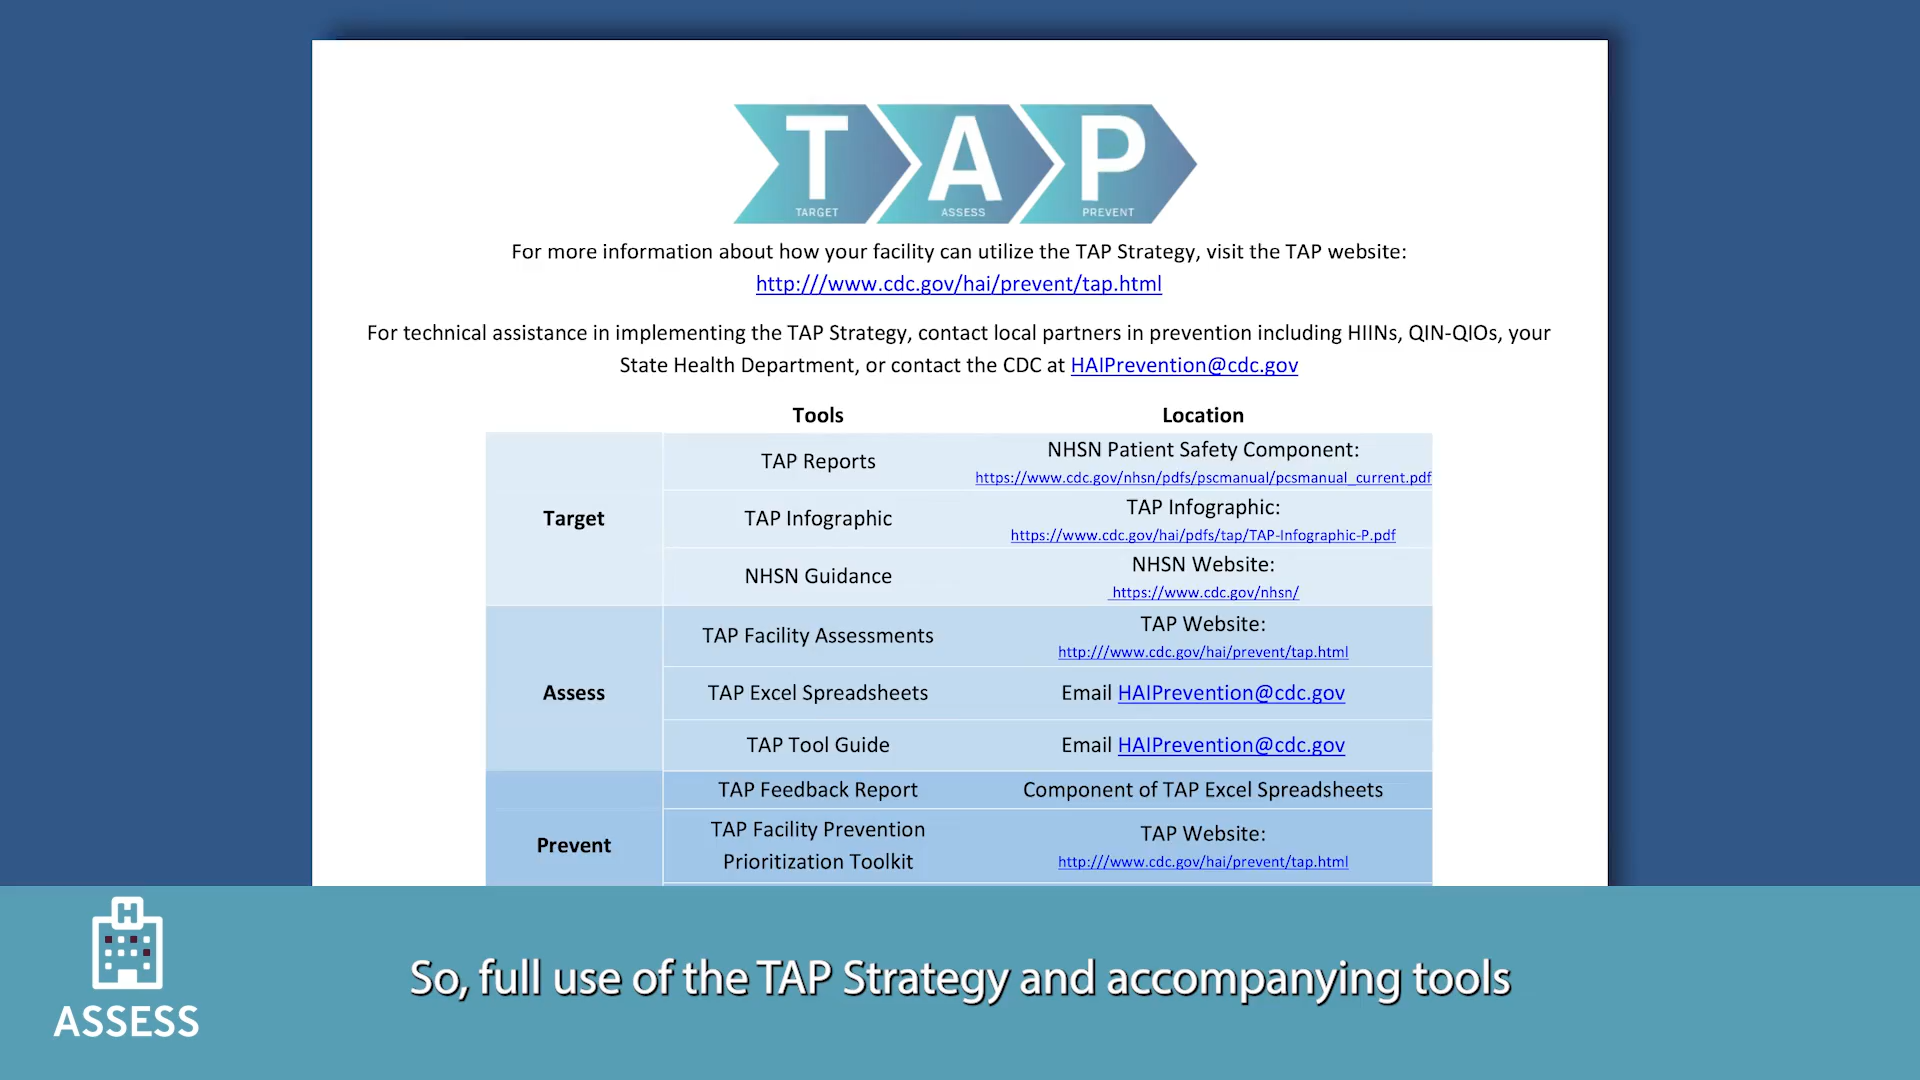 T A P
TARGET ASSESS PREVENT
For more information about how your facility can utilize the TAP Strategy, visit the TAP website:
http:///www.cdc.gov/hai/prevent/tap.html
For technical assistance in implementing the TAP Strategy, contact local partners in prevention including HIINs, QIN-QIOs, your
State Health Department, or contact the CDC at HAIPrevention@cdc.gov
Tools Location
Target
TAP Reports
NHSN Patient Safety Component:
https://www.cdc.gov/nhsn/pdfs/pscmanual/pcsmanual_current.pdf
TAP Infographic
TAP Infographic:
https://www.cdc.gov/hai/pdfs/tap/TAP-Infographic-P.pdf
NHSN Guidance
NHSN Website:
https://www.cdc.gov/nhsn/
Assess
TAP Facility Assessments
TAP Website:
http:///www.cdc.gov/hai/prevent/tap.html
TAP Excel Spreadsheets
Email HAIPrevention@cdc.gov
TAP Tool Guide
Email HAIPrevention@cdc.gov
Prevent
TAP Feedback Report
Component of TAP Excel Spreadsheets
TAP Facility Prevention
Prioritization Toolkit
TAP Website:
http:///www.cdc.gov/hai/prevent/tap.html
H
ASSESS
So, full use of the TAP Strategy and accompanying tools